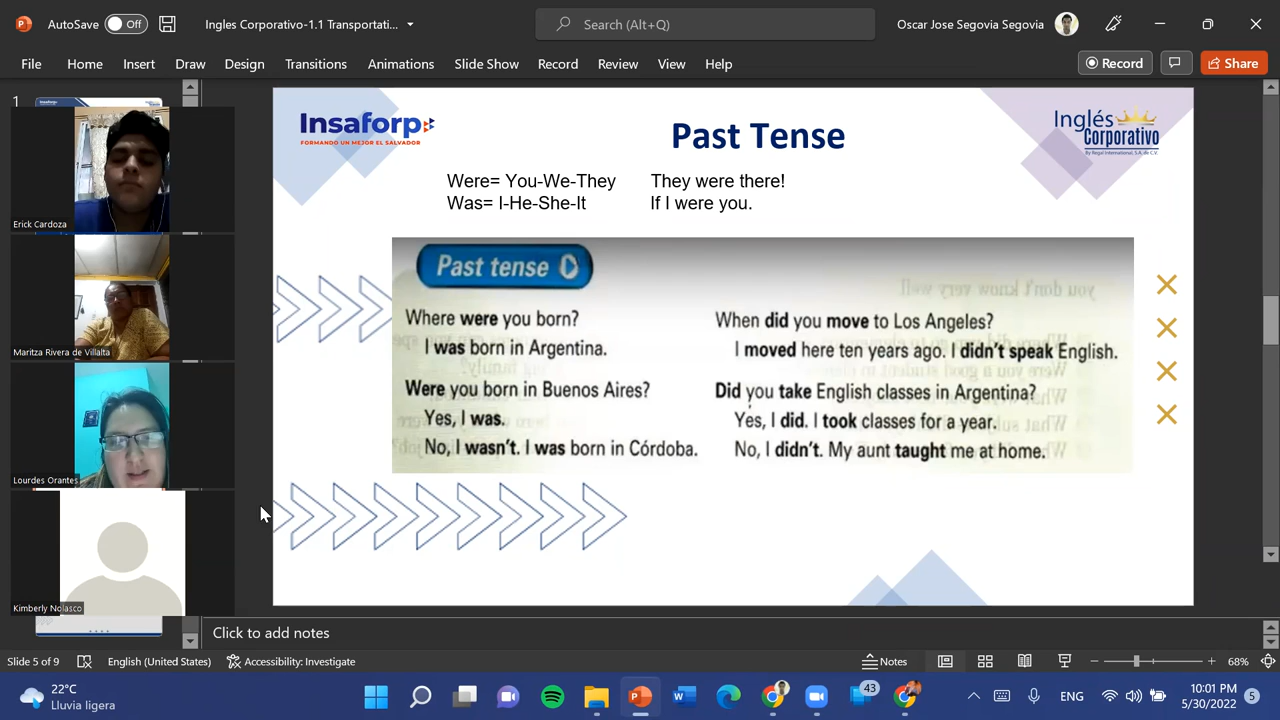 AutoSave
Off
Ingles Corporativo-1.1 Transportati...
Search (Alt+Q)
Oscar Jose Segovia Segovia
File
Home
Insert
Draw
Design
Transitions
Animations
Slide Show
Record
Review
View
Help
Record
Share
1
Erick Cardoza
Maritza Rivera de Villalta
Lourdes Orantes
Kimberly Nolasco
Insaforp
FORMANDO UN MEJOR EL SALVADOR
Past Tense
Inglés
Corporativo
By Regal International, S.A. de C.V.
Were= You-We-They
Was= I-He-She-It
They were there!
If I were you.
Past tense
Where were you born?
I was born in Argentina.
Were you born in Buenos Aires?
Yes, I was.
No, I wasn't. I was born in Córdoba.
When did you move to Los Angeles?
I moved here ten years ago. I didn't speak English.
Did you take English classes in Argentina?
Yes, I did. I took classes for a year.
No, I didn't. My aunt taught me at home.
Click to add notes
Slide 5 of 9
English (United States)
Accessibility: Investigate
Notes
68%
22°C
Lluvia ligera
43
ENG
10:01 PM
5/30/2022
5